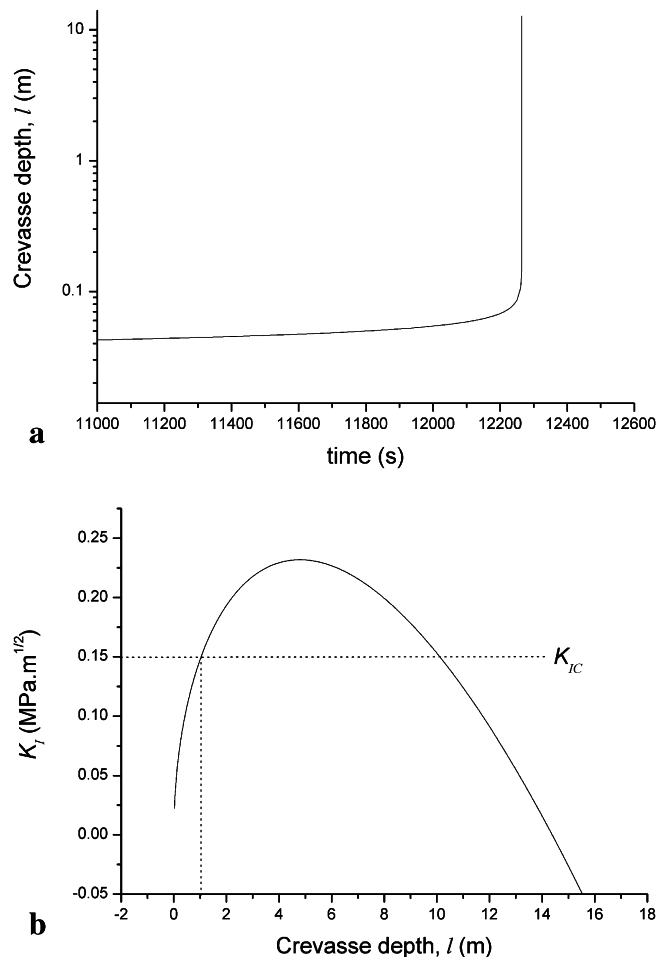 10
1
0.1
Crevasse depth, l (m)
11000 11200 11400 11600 11800 12000 12200 12400 12600
time (s)
a
0.25
0.20
0.15
0.10
0.05
0.00
-0.05
K_I (MPa.m^{1/2})
K_{IC}
-2 0 2 4 6 8 10 12 14 16 18
Crevasse depth, l (m)
b